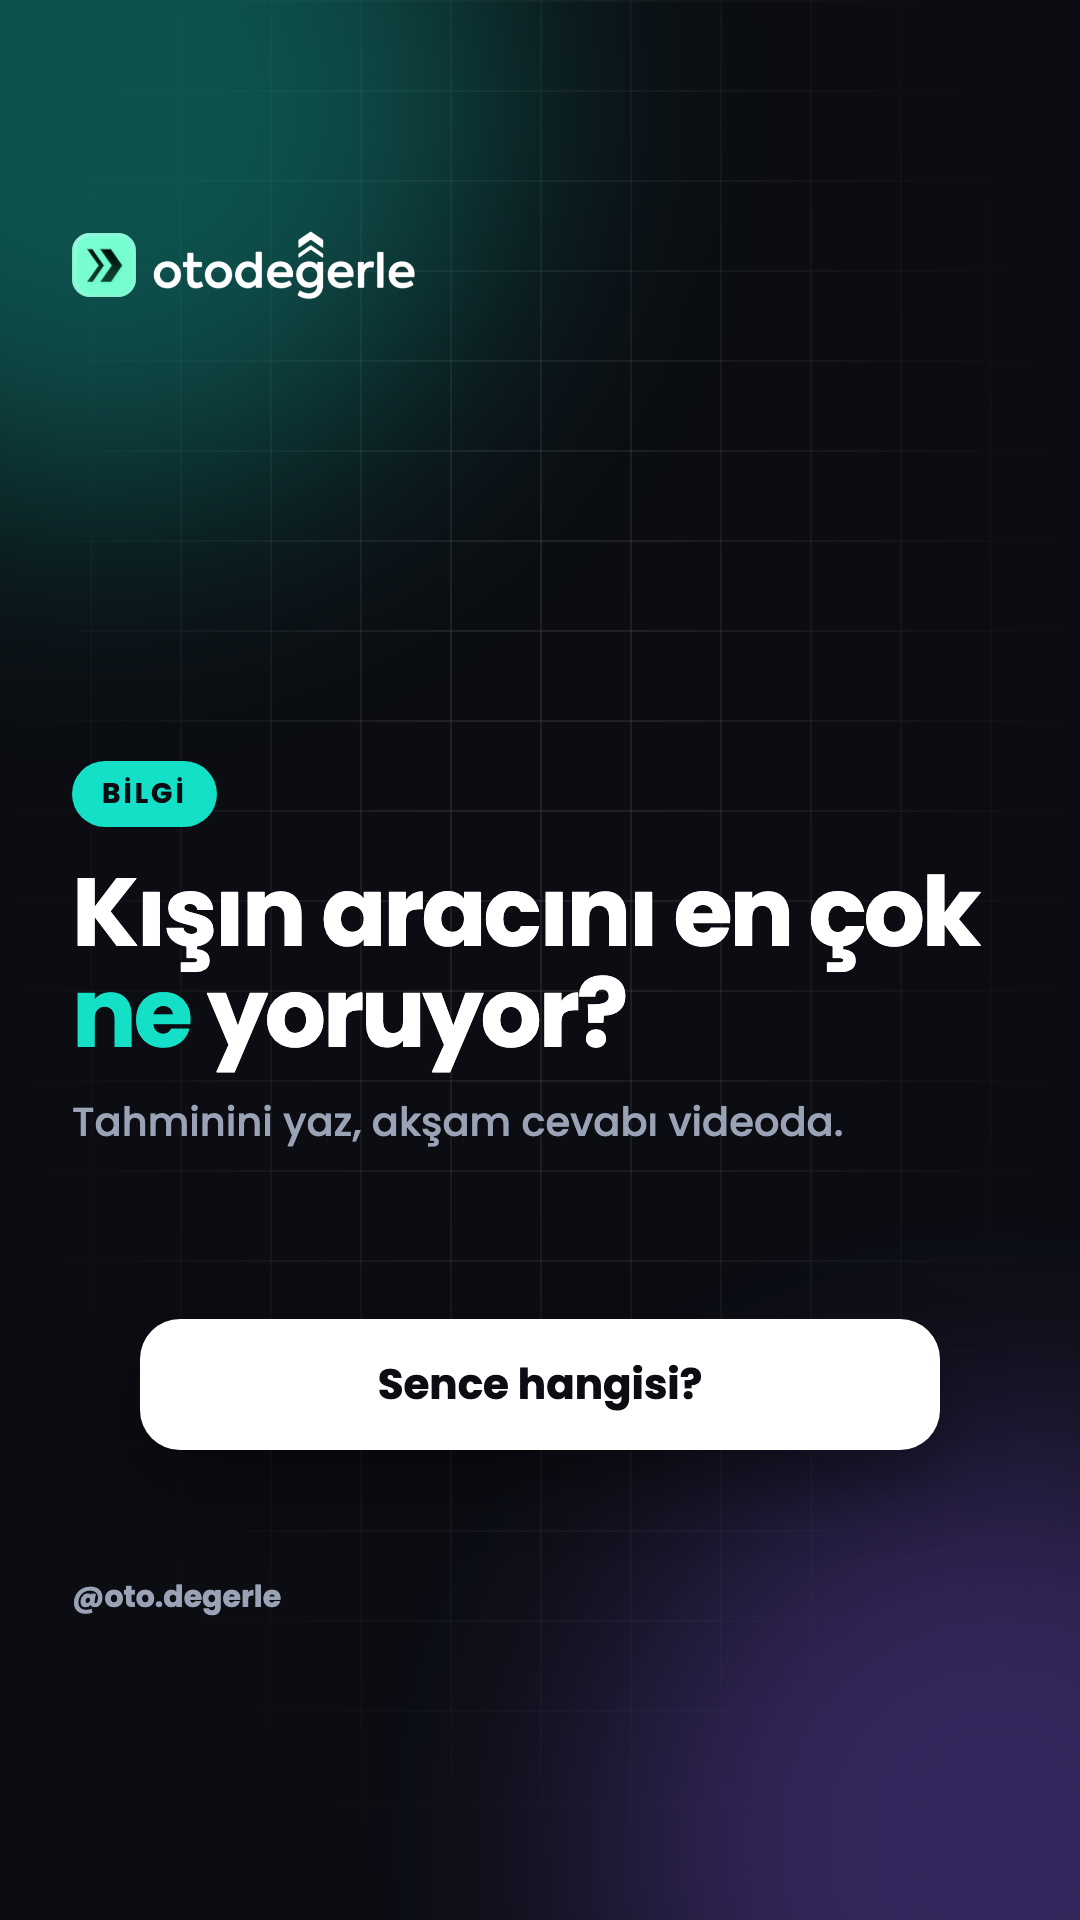 otodeğerle
BİLGİ
Kışın aracını en çok
ne yoruyor?
Tahminini yaz, akşam cevabı videoda.
Sence hangisi?
@oto.degerle